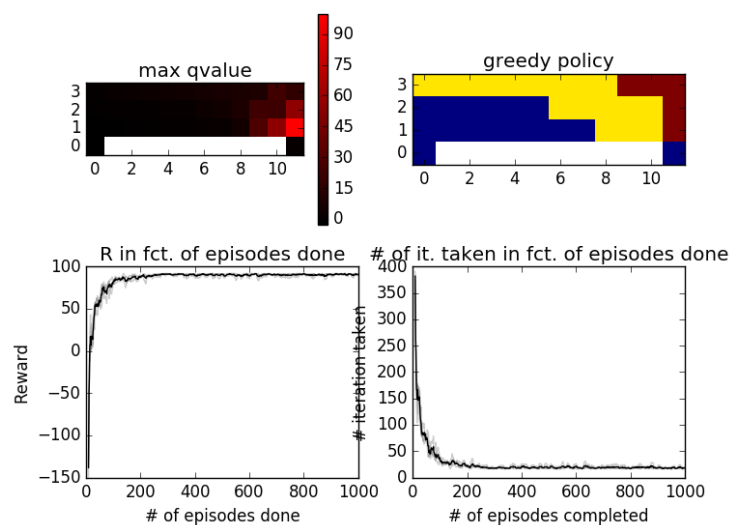 max qvalue
3
2
1
0
0 2 4 6 8 10
90
75
60
45
30
15
0
greedy policy
3
2
1
0
0 2 4 6 8 10
R in fct. of episodes done
100
50
0
−50
−100
−150
Reward
0 200 400 600 800 1000
# of episodes done
# of it. taken in fct. of episodes done
400
350
300
250
200
150
100
50
0
# iteration taken
0 200 400 600 800 1000
# of episodes completed